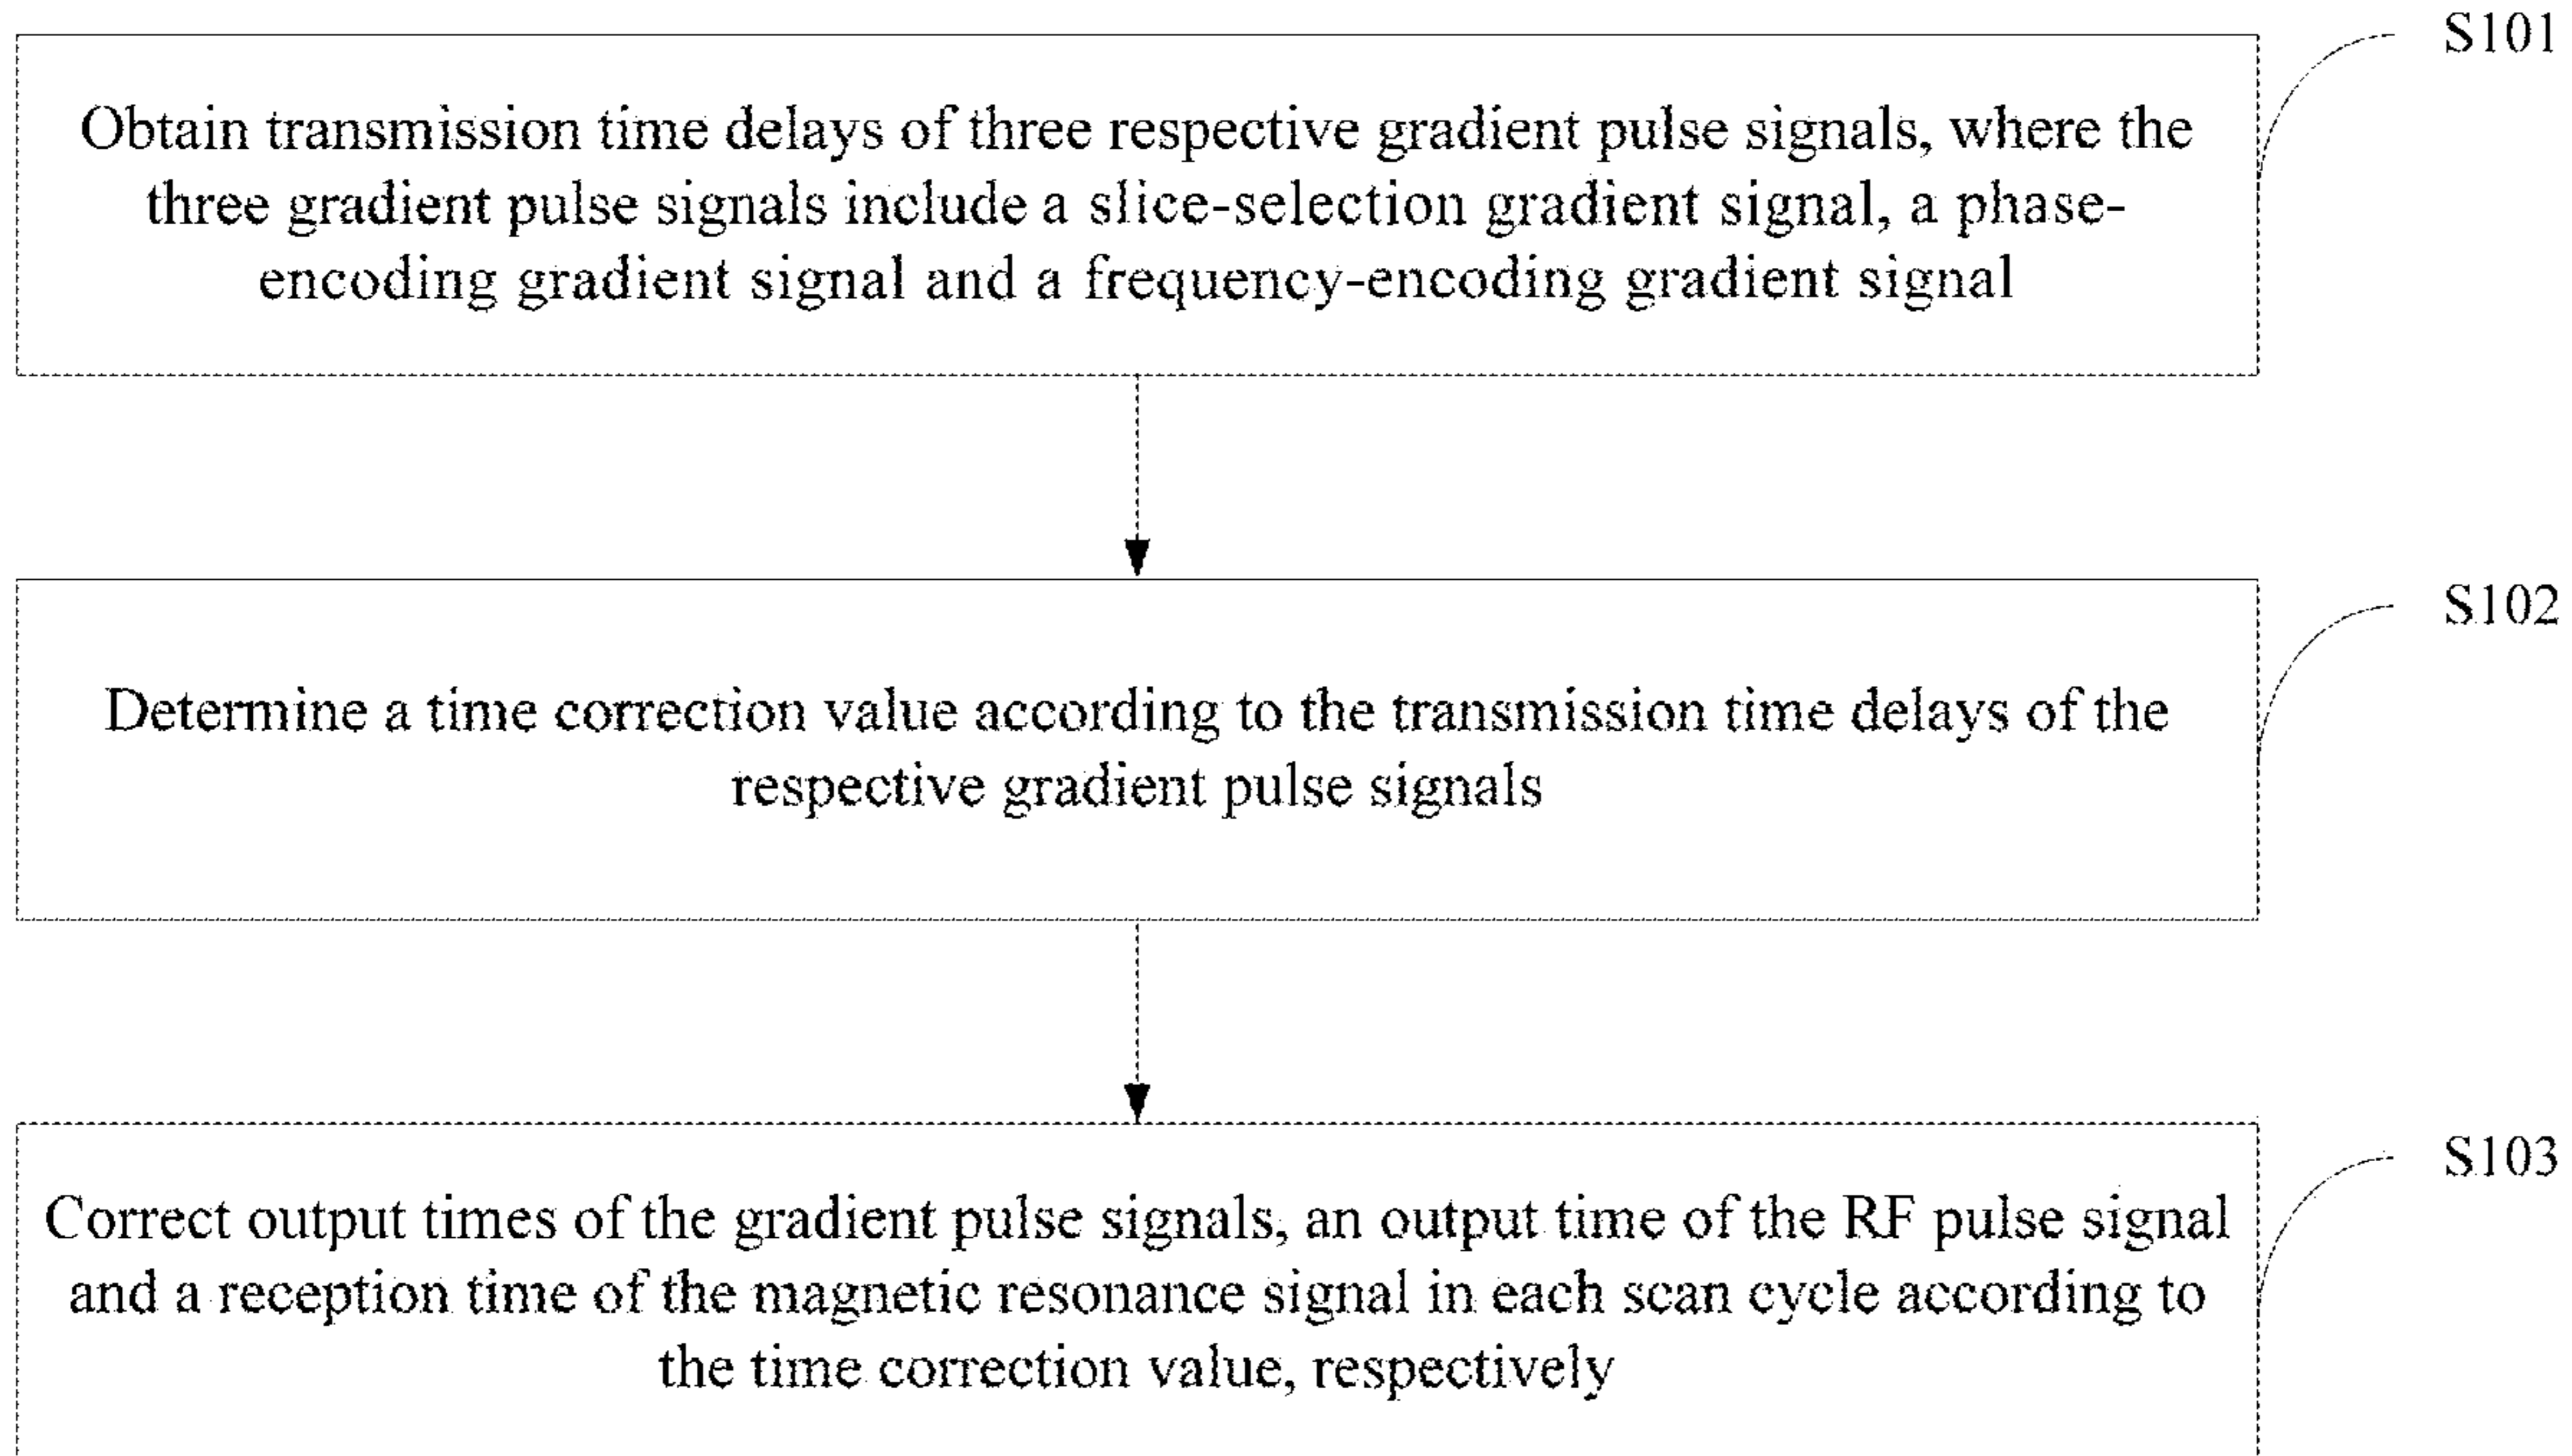 S101
Obtain transmission time delays of three respective gradient pulse signals, where the
three gradient pulse signals include a slice-selection gradient signal, a phase-
encoding gradient signal and a frequency-encoding gradient signal
S102
Determine a time correction value according to the transmission time delays of the
respective gradient pulse signals
S103
Correct output times of the gradient pulse signals, an output time of the RF pulse signal
and a reception time of the magnetic resonance signal in each scan cycle according to
the time correction value, respectively